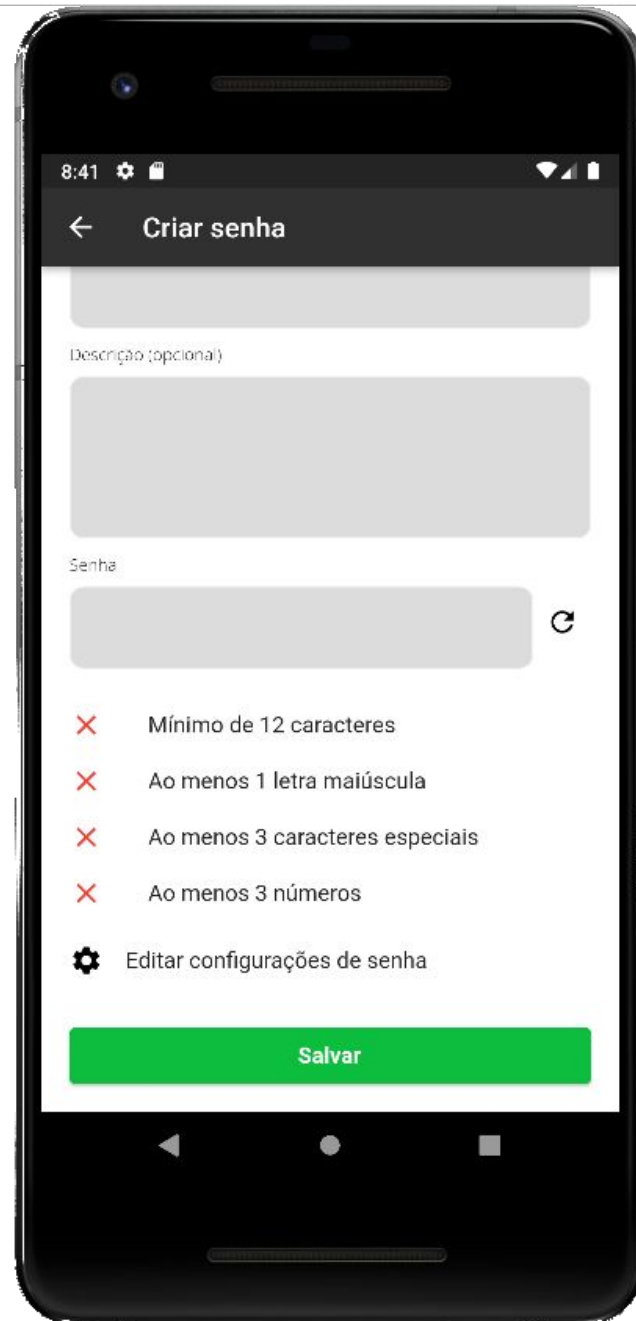 8:41
Criar senha
Descrição (opcional)
Senha
Mínimo de 12 caracteres
Ao menos 1 letra maiúscula
Ao menos 3 caracteres especiais
Ao menos 3 números
Editar configurações de senha
Salvar